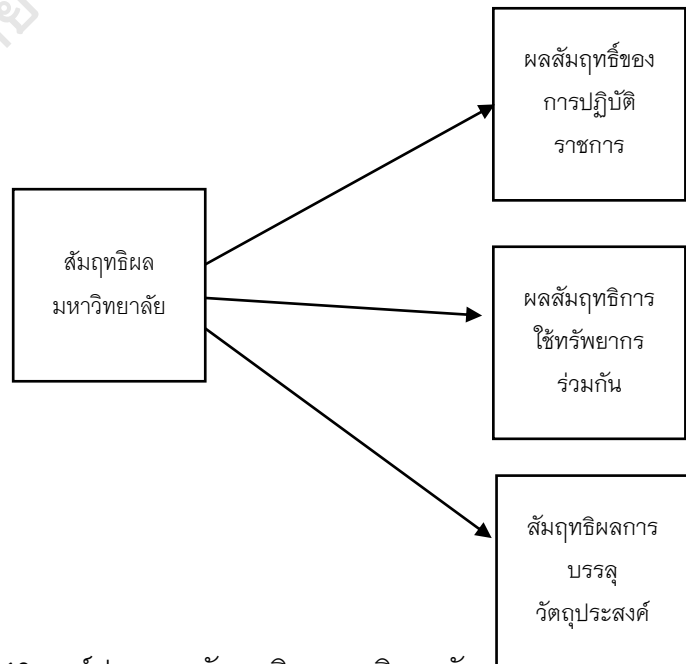 ผลสัมฤทธิ์ของ
การปฏิบัติ
ราชการ
สัมฤทธิผล
มหาวิทยาลัย
ผลสัมฤทธิการ
ใช้ทรัพยากร
ร่วมกัน
สัมฤทธิผลการ
บรรลุ
วัตถุประสงค์